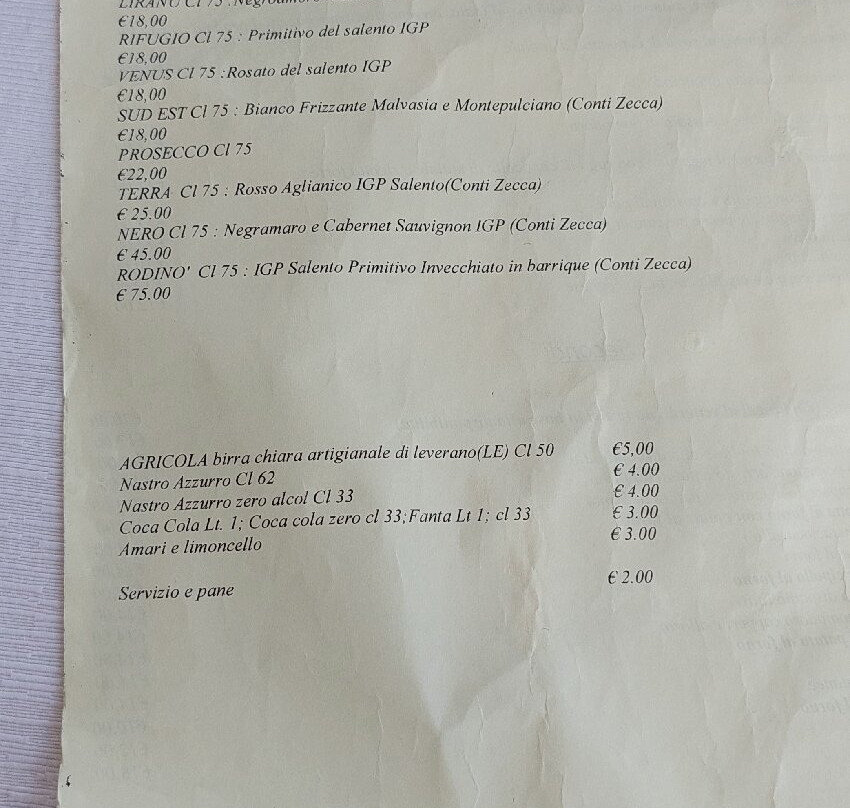 LIRANO Cl 75 :Negroamaro
€18,00
RIFUGIO Cl 75 : Primitivo del salento IGP
€18,00
VENUS Cl 75 :Rosato del salento IGP
€18,00
SUD EST Cl 75 : Bianco Frizzante Malvasia e Montepulciano (Conti Zecca)
€18,00
PROSECCO Cl 75
€22,00
TERRA Cl 75 : Rosso Aglianico IGP Salento(Conti Zecca)
€ 25.00
NERO Cl 75 : Negramaro e Cabernet Sauvignon IGP (Conti Zecca)
€ 45.00
RODINO' Cl 75 : IGP Salento Primitivo Invecchiato in barrique (Conti Zecca)
€ 75.00
AGRICOLA birra chiara artigianale di leverano(LE) Cl 50 €5,00
Nastro Azzurro Cl 62 € 4.00
Nastro Azzurro zero alcol Cl 33 € 4.00
Coca Cola Lt. 1; Coca cola zero cl 33;Fanta Lt 1; cl 33 € 3.00
Amari e limoncello € 3.00
Servizio e pane € 2.00